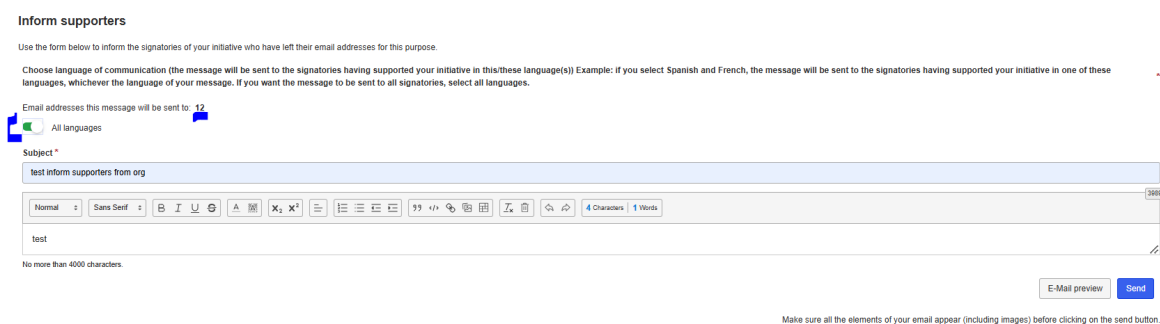 Inform supporters
Use the form below to inform the signatories of your initiative who have left their email addresses for this purpose.
Choose language of communication (the message will be sent to the signatories having supported your initiative in this/these language(s)) Example: if you select Spanish and French, the message will be sent to the signatories having supported your initiative in one of these
languages, whichever the language of your message. If you want the message to be sent to all signatories, select all languages. *
Email addresses this message will be sent to: 12
All languages
Subject *
test inform supporters from org
Normal Sans Serif B I U S A X₂ X² 4 Characters 1 Words
test
No more than 4000 characters.
E-Mail preview Send
Make sure all the elements of your email appear (including images) before clicking on the send button.